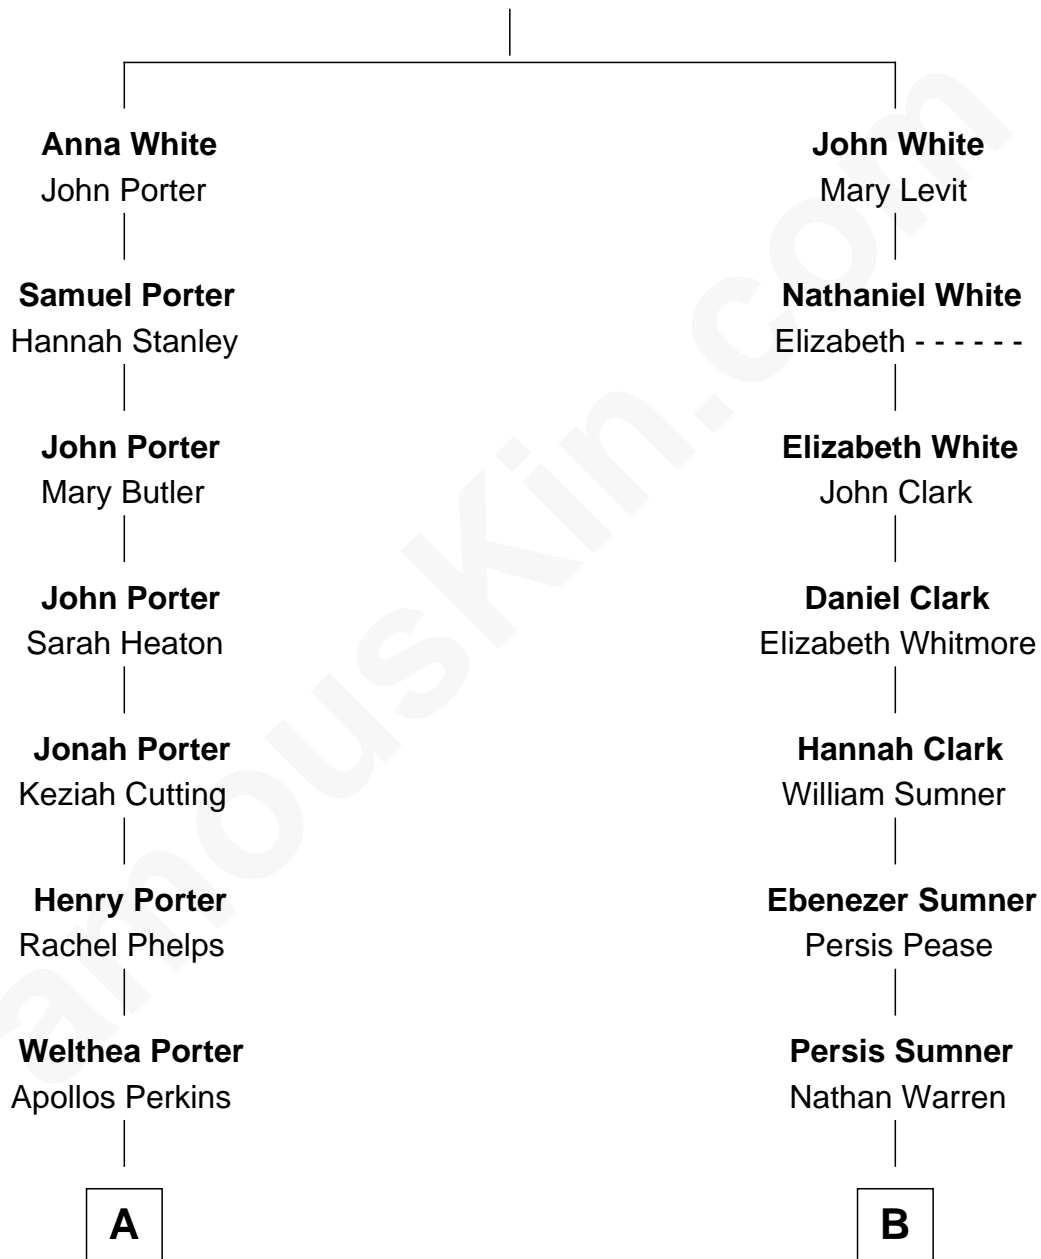 Anna White
John Porter
Samuel Porter
Hannah Stanley
John Porter
Mary Butler
John Porter
Sarah Heaton
Jonah Porter
Keziah Cutting
Henry Porter
Rachel Phelps
Welthea Porter
Apollos Perkins
A
John White
Mary Levit
Nathaniel White
Elizabeth - - - - - -
Elizabeth White
John Clark
Daniel Clark
Elizabeth Whitmore
Hannah Clark
William Sumner
Ebenezer Sumner
Persis Pease
Persis Sumner
Nathan Warren
B
amouskin.com